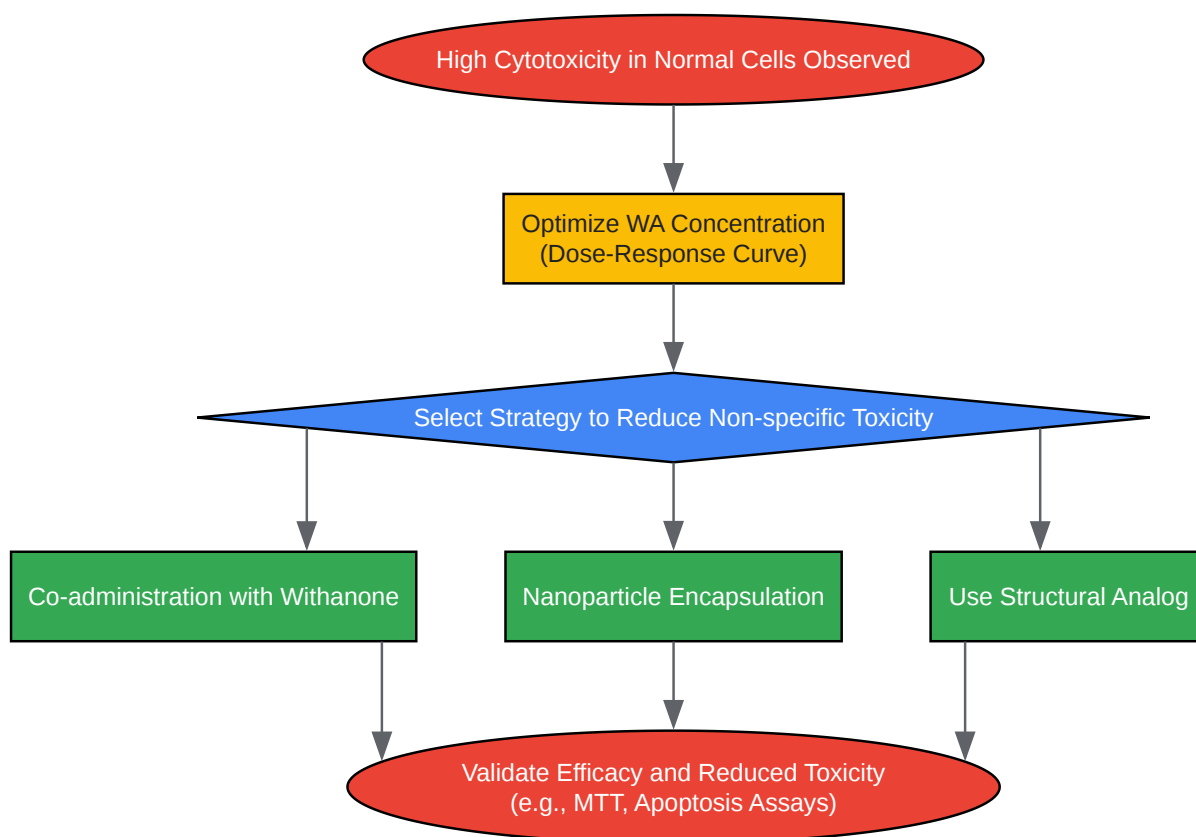 High Cytotoxicity in Normal Cells Observed
Optimize WA Concentration
(Dose-Response Curve)
Select Strategy to Reduce Non-specific Toxicity
Co-administration with Withanone
Nanoparticle Encapsulation
Use Structural Analog
Validate Efficacy and Reduced Toxicity
(e.g., MTT, Apoptosis Assays)